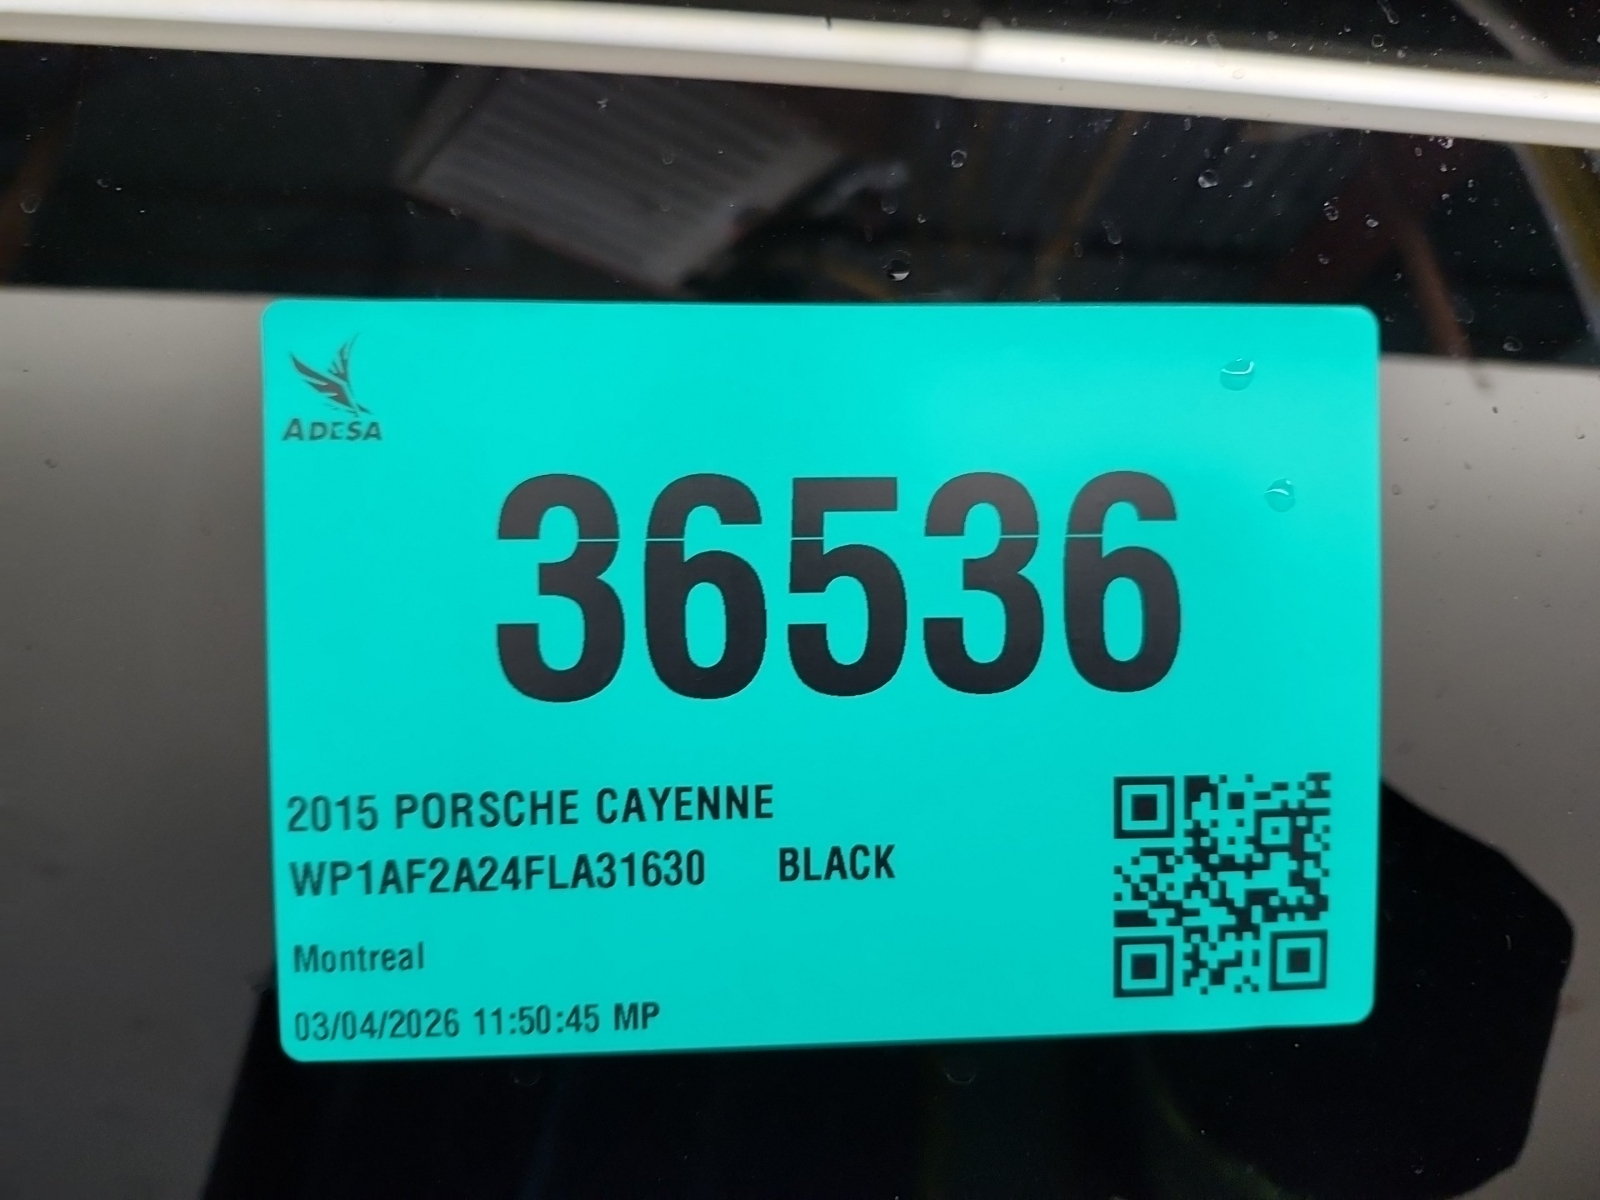 ADESA
36536
2015 PORSCHE CAYENNE
WP1AF2A24FLA31630 BLACK
Montreal
03/04/2026 11:50:45 MP